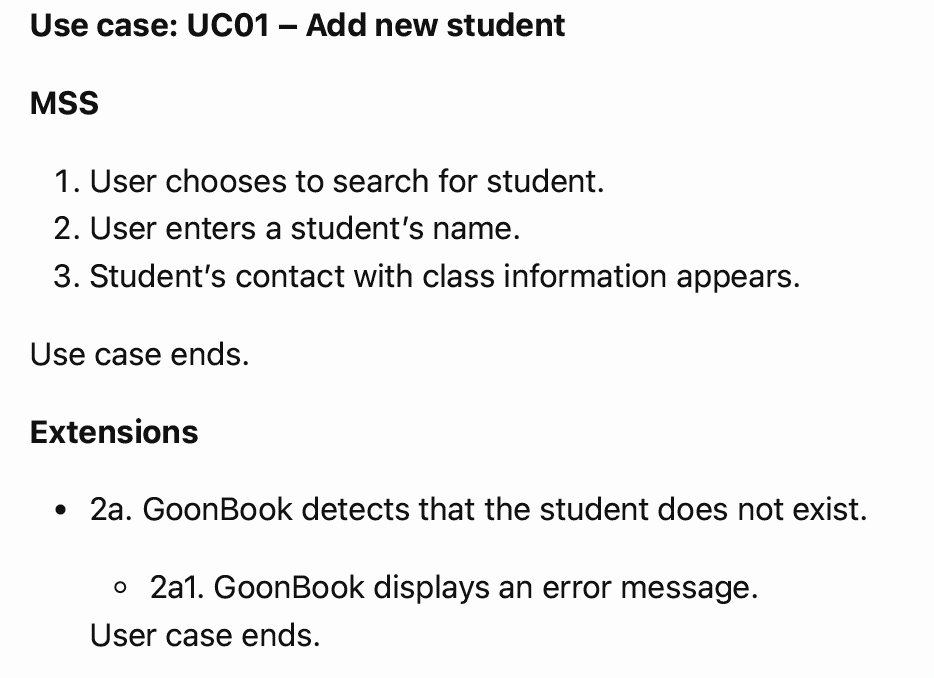 Use case: UC01 – Add new student
MSS
1. User chooses to search for student.
2. User enters a student’s name.
3. Student’s contact with class information appears.
Use case ends.
Extensions
• 2a. GoonBook detects that the student does not exist.
◦ 2a1. GoonBook displays an error message.
User case ends.